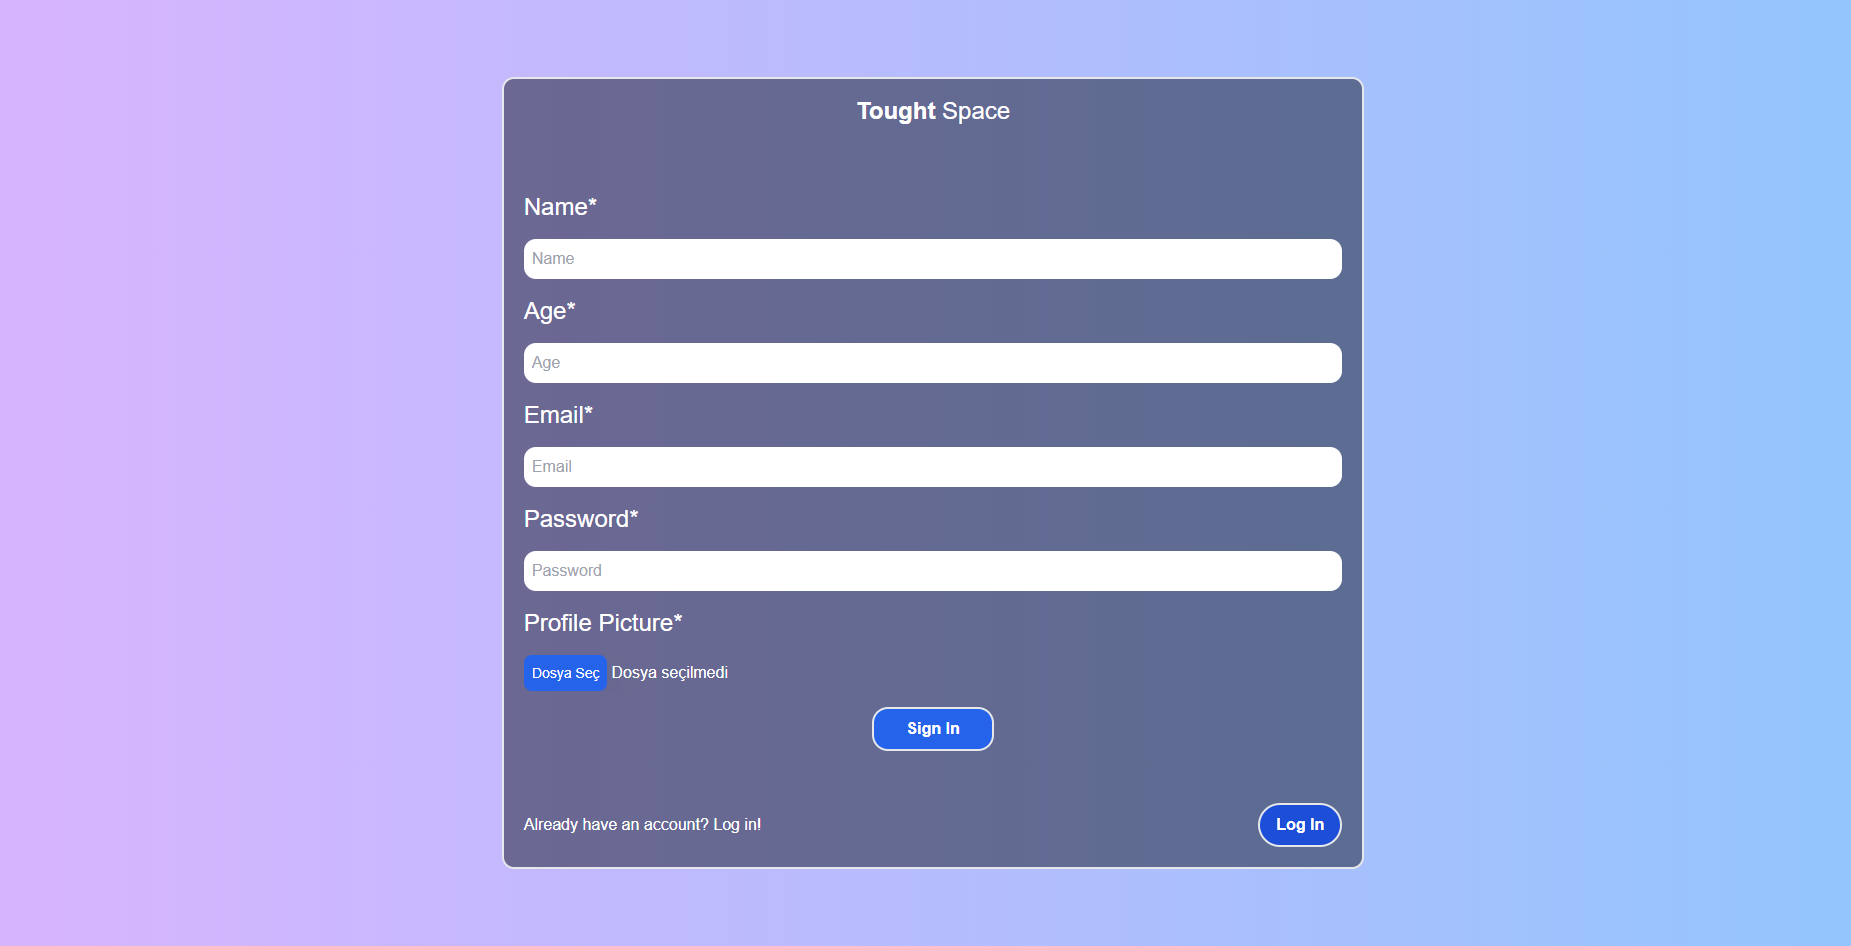 Tought Space
Name*
Name
Age*
Age
Email*
Email
Password*
Password
Profile Picture*
Dosya Seç Dosya seçilmedi
Sign In
Already have an account? Log in! Log In